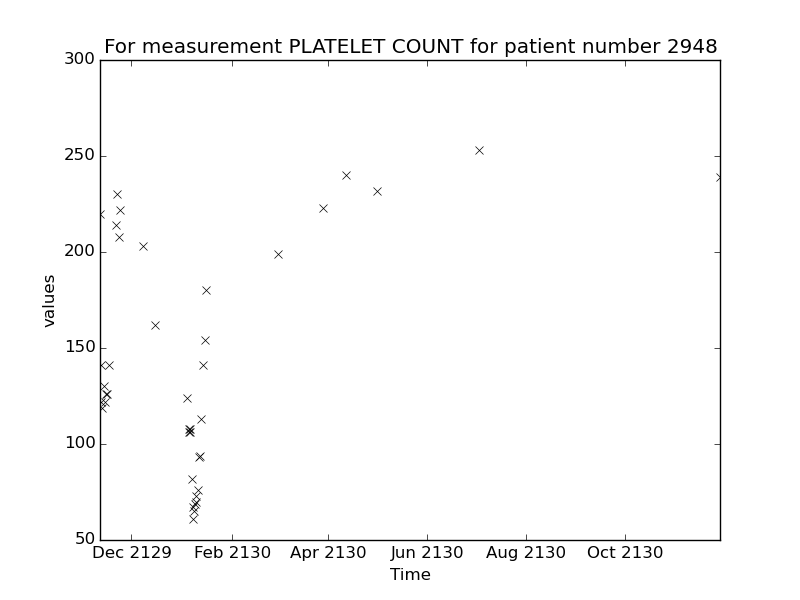 For measurement PLATELET COUNT for patient number 2948
300
250
200
150
100
50
values
Dec 2129 Feb 2130 Apr 2130 Jun 2130 Aug 2130 Oct 2130
Time